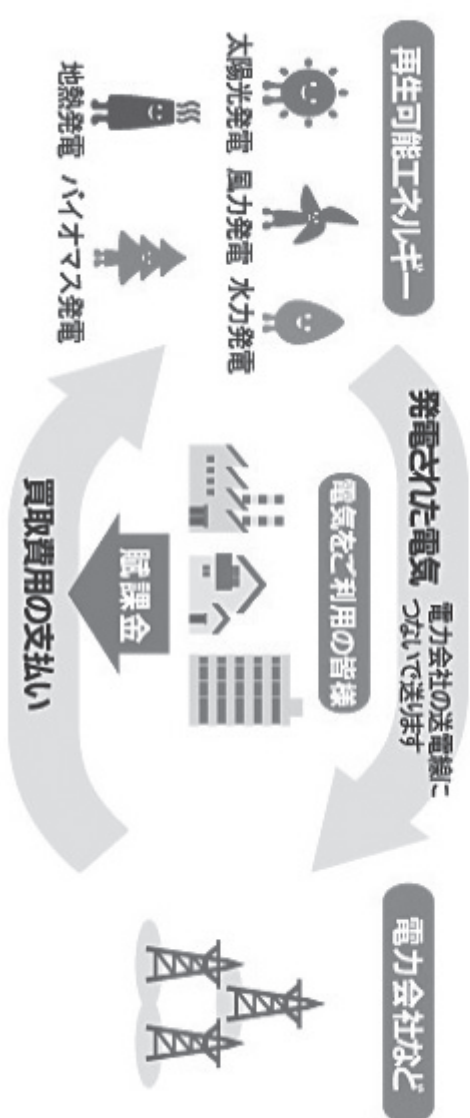 再生可能エネルギー
太陽光発電 風力発電 水力発電
地熱発電 バイオマス発電
発電された電気
電力会社の送電線に
つないで送ります
電気をご利用の皆様
賦課金
買取費用の支払い
電力会社など